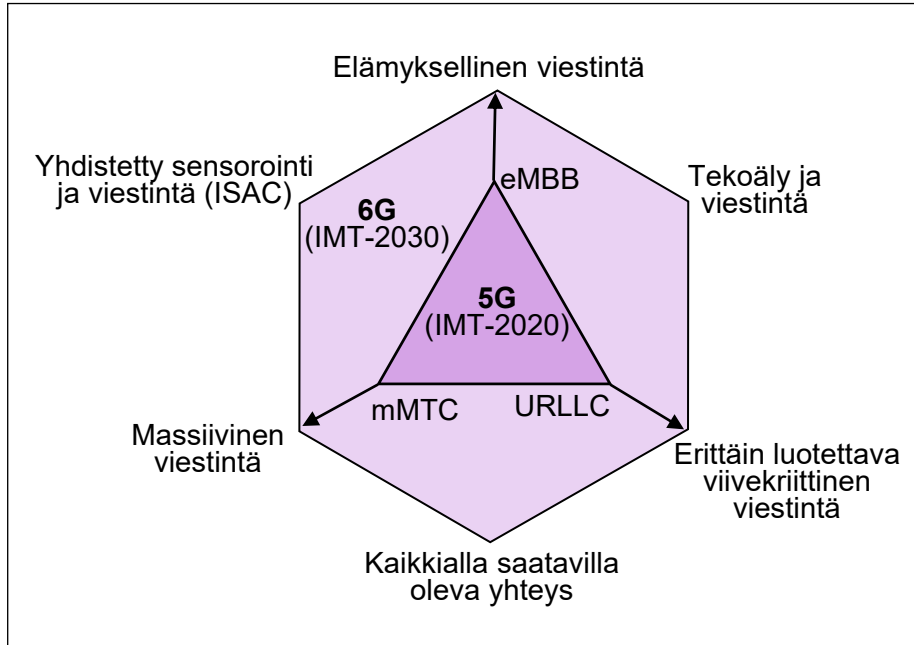 Elämyksellinen viestintä
Yhdistetty sensorointi
ja viestintä (ISAC)
Tekoäly ja
viestintä
eMBB
6G
(IMT-2030)
5G
(IMT-2020)
mMTC
URLLC
Massiivinen
viestintä
Erittäin luotettava
viivekriittinen
viestintä
Kaikkialla saatavilla
oleva yhteys